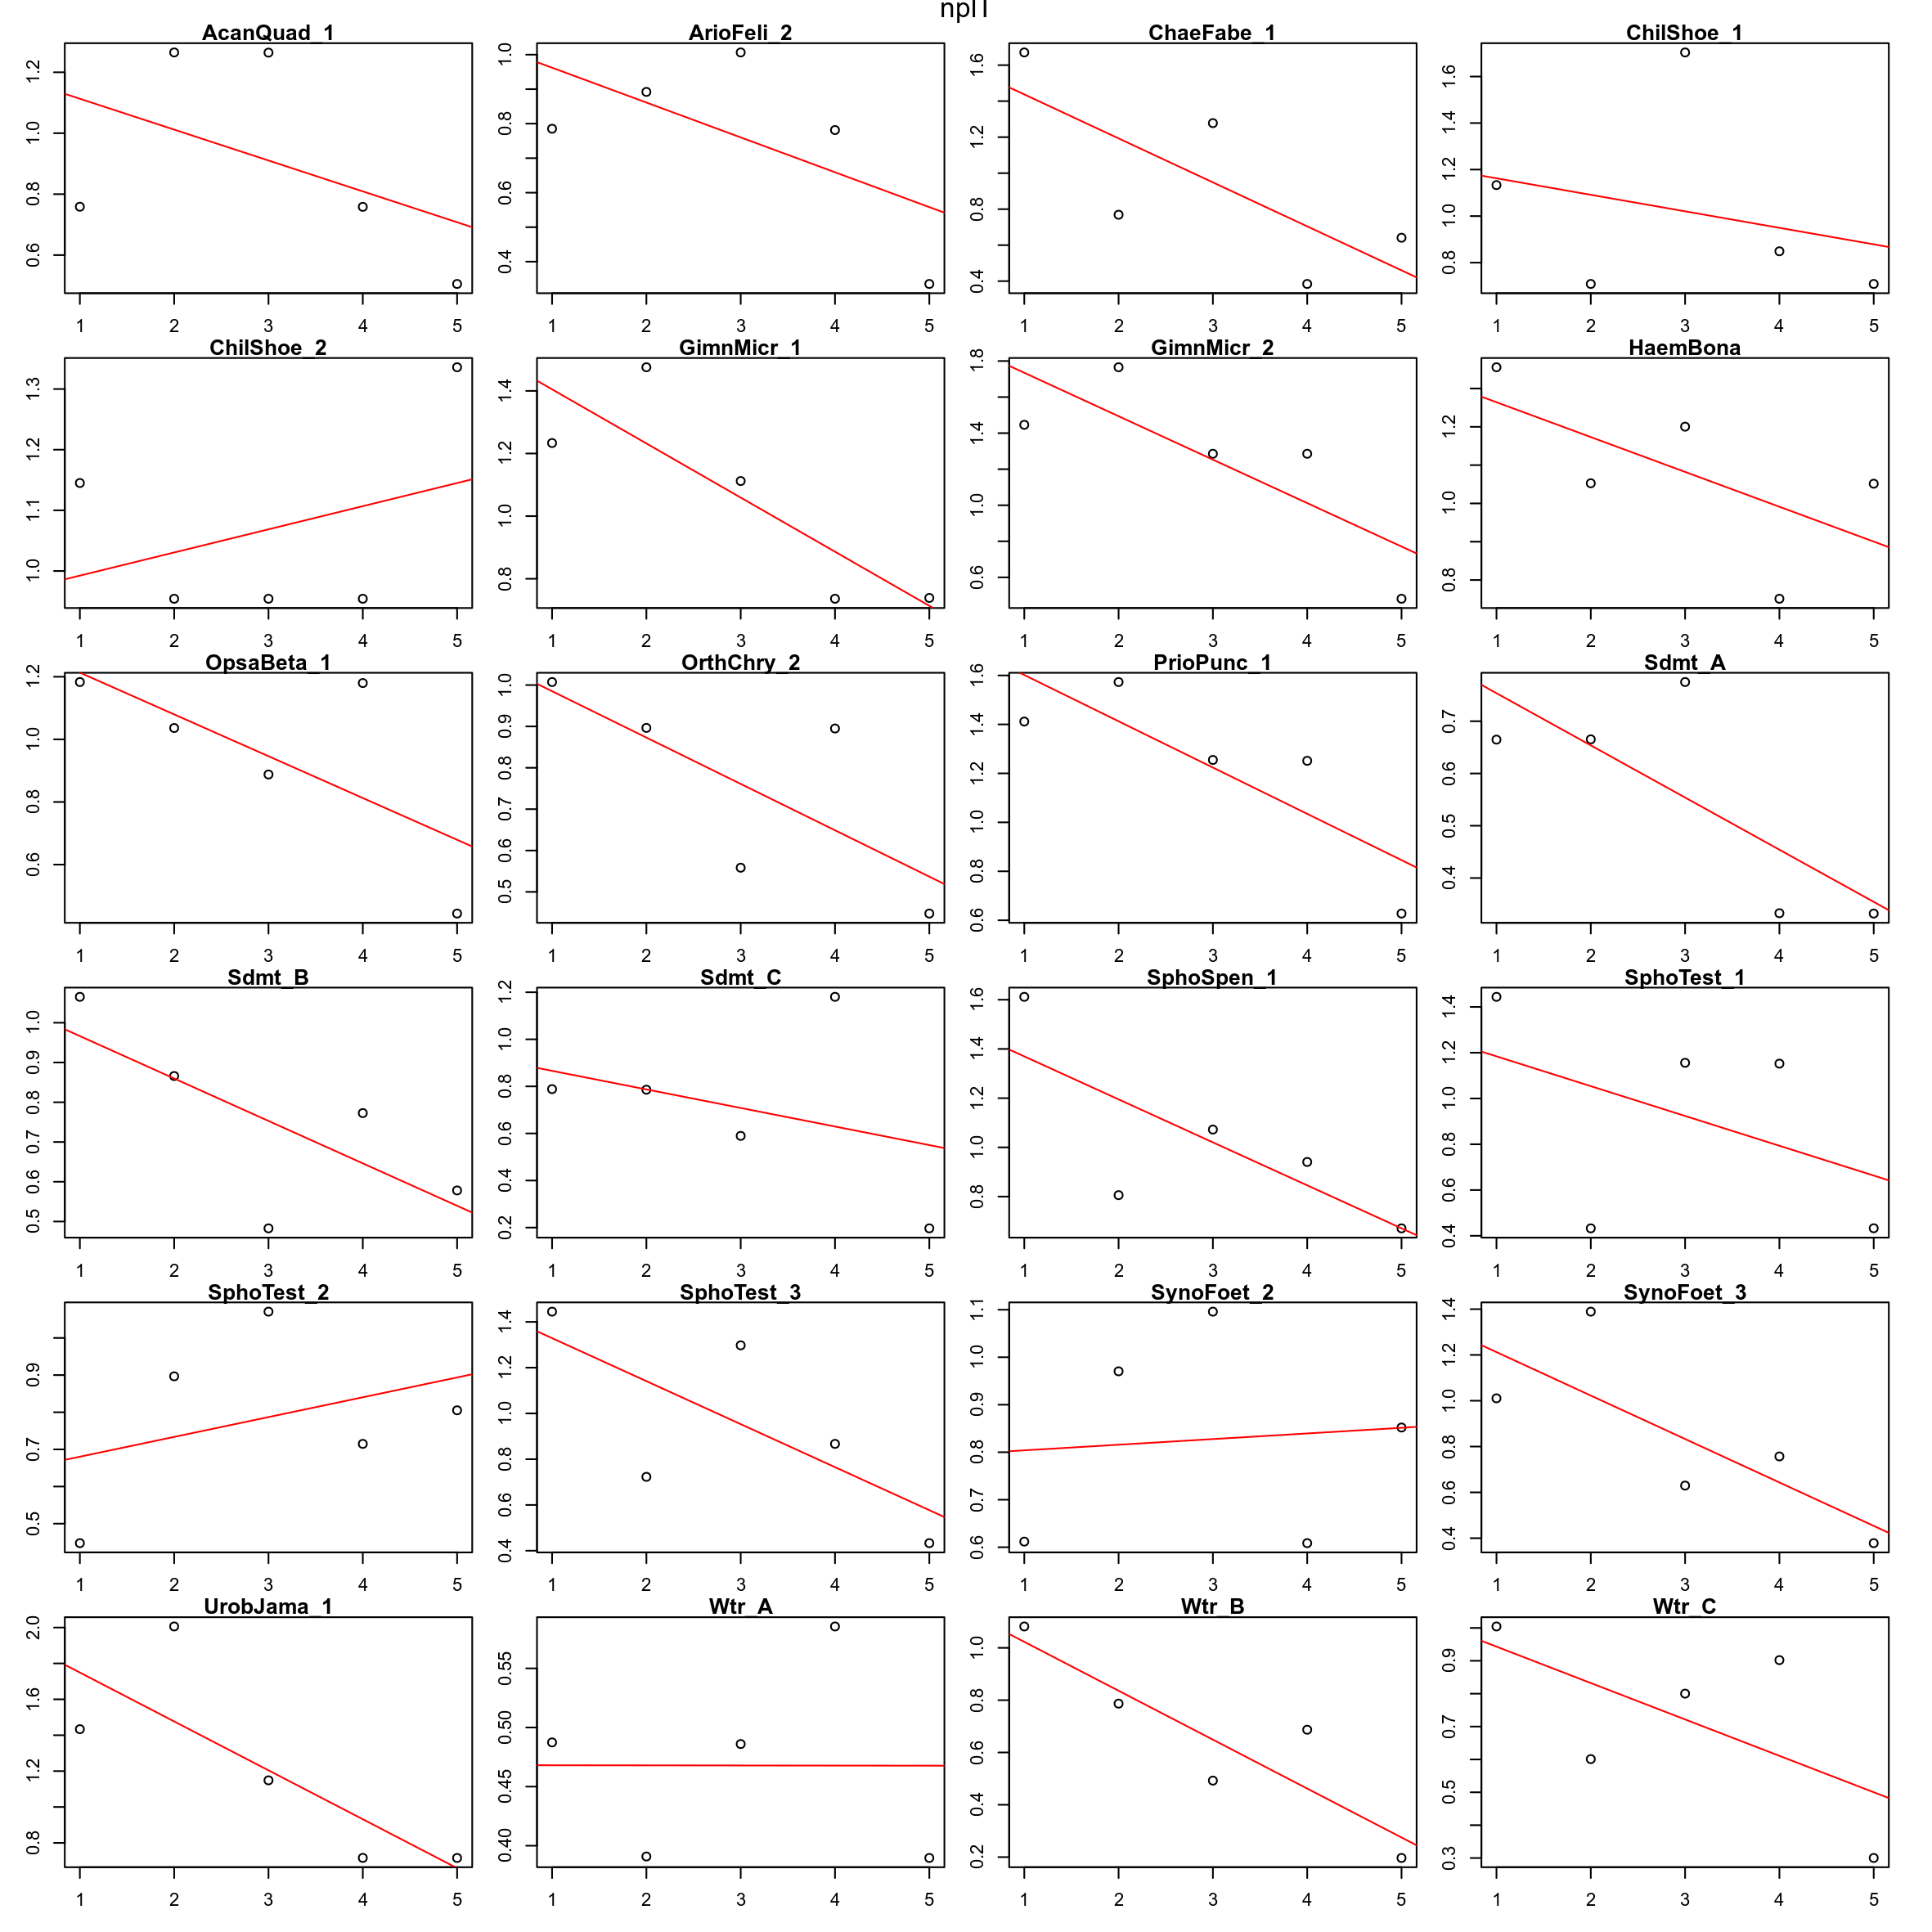 nplT
AcanQuad_1 ArioFeli_2 ChaeFabe_1 ChilShoe_1
0.6 0.8 1.0 1.2 0.4 0.6 0.8 1.0 0.4 0.8 1.2 1.6 0.8 1.0 1.2 1.4 1.6
1 2 3 4 5 1 2 3 4 5 1 2 3 4 5 1 2 3 4 5
ChilShoe_2 GimnMicr_1 GimnMicr_2 HaemBona
1.0 1.1 1.2 1.3 0.8 1.0 1.2 1.4 0.6 1.0 1.4 1.8 0.8 1.0 1.2
1 2 3 4 5 1 2 3 4 5 1 2 3 4 5 1 2 3 4 5
OpsaBeta_1 OrthChry_2 PrioPunc_1 Sdmt_A
0.6 0.8 1.0 1.2 0.5 0.6 0.7 0.8 0.9 1.0 0.6 0.8 1.0 1.2 1.4 1.6 0.4 0.5 0.6 0.7
1 2 3 4 5 1 2 3 4 5 1 2 3 4 5 1 2 3 4 5
Sdmt_B Sdmt_C SphoSpen_1 SphoTest_1
0.5 0.6 0.7 0.8 0.9 1.0 0.2 0.4 0.6 0.8 1.0 1.2 0.8 1.0 1.2 1.4 1.6 0.4 0.6 0.8 1.0 1.2 1.4
1 2 3 4 5 1 2 3 4 5 1 2 3 4 5 1 2 3 4 5
SphoTest_2 SphoTest_3 SynoFoet_2 SynoFoet_3
0.5 0.7 0.9 0.4 0.6 0.8 1.0 1.2 1.4 0.6 0.7 0.8 0.9 1.0 1.1 0.4 0.6 0.8 1.0 1.2 1.4
1 2 3 4 5 1 2 3 4 5 1 2 3 4 5 1 2 3 4 5
UrobJama_1 Wtr_A Wtr_B Wtr_C
0.8 1.2 1.6 2.0 0.40 0.45 0.50 0.55 0.2 0.4 0.6 0.8 1.0 0.3 0.5 0.7 0.9
1 2 3 4 5 1 2 3 4 5 1 2 3 4 5 1 2 3 4 5